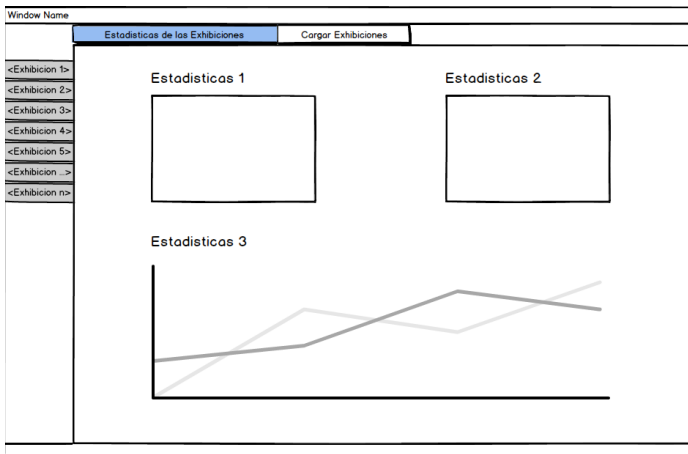 Window Name
Estadisticas de las Exhibiciones
Cargar Exhibiciones
<Exhibicion 1>
<Exhibicion 2>
<Exhibicion 3>
<Exhibicion 4>
<Exhibicion 5>
<Exhibicion ...>
<Exhibicion n>
Estadisticas 1
Estadisticas 2
Estadisticas 3